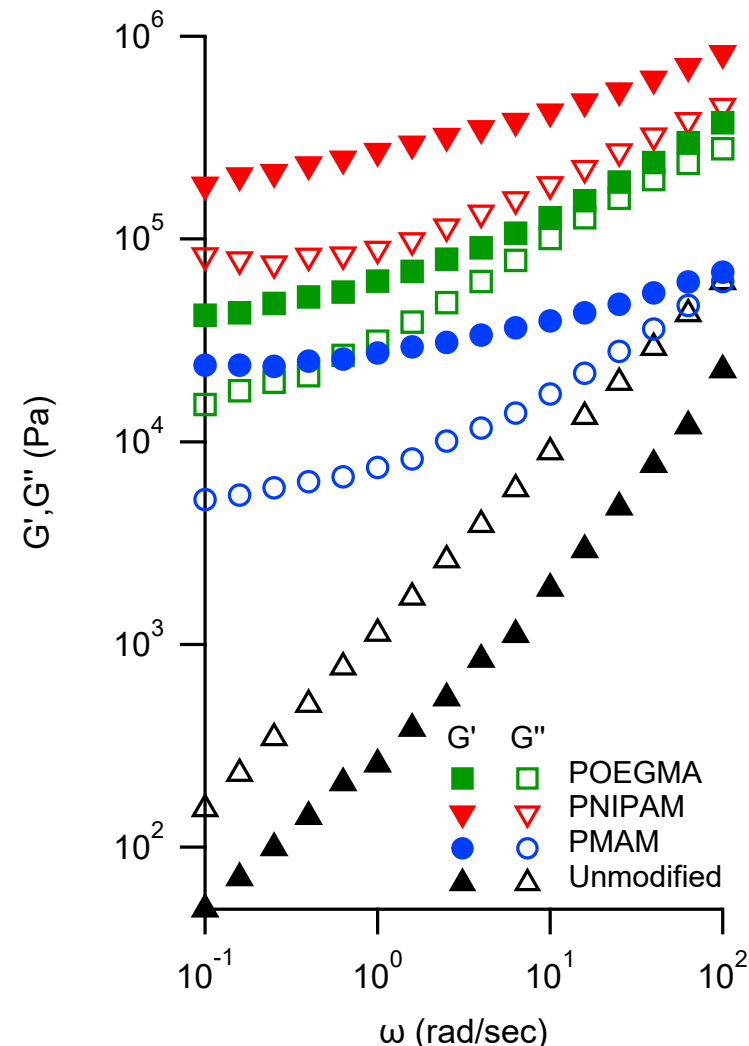 10⁶
10⁵
10⁴
10³
10²
G',G" (Pa)
G' G"
POEGMA
PNIPAM
PMAM
Unmodified
10⁻¹ 10⁰ 10¹ 10²
ω (rad/sec)